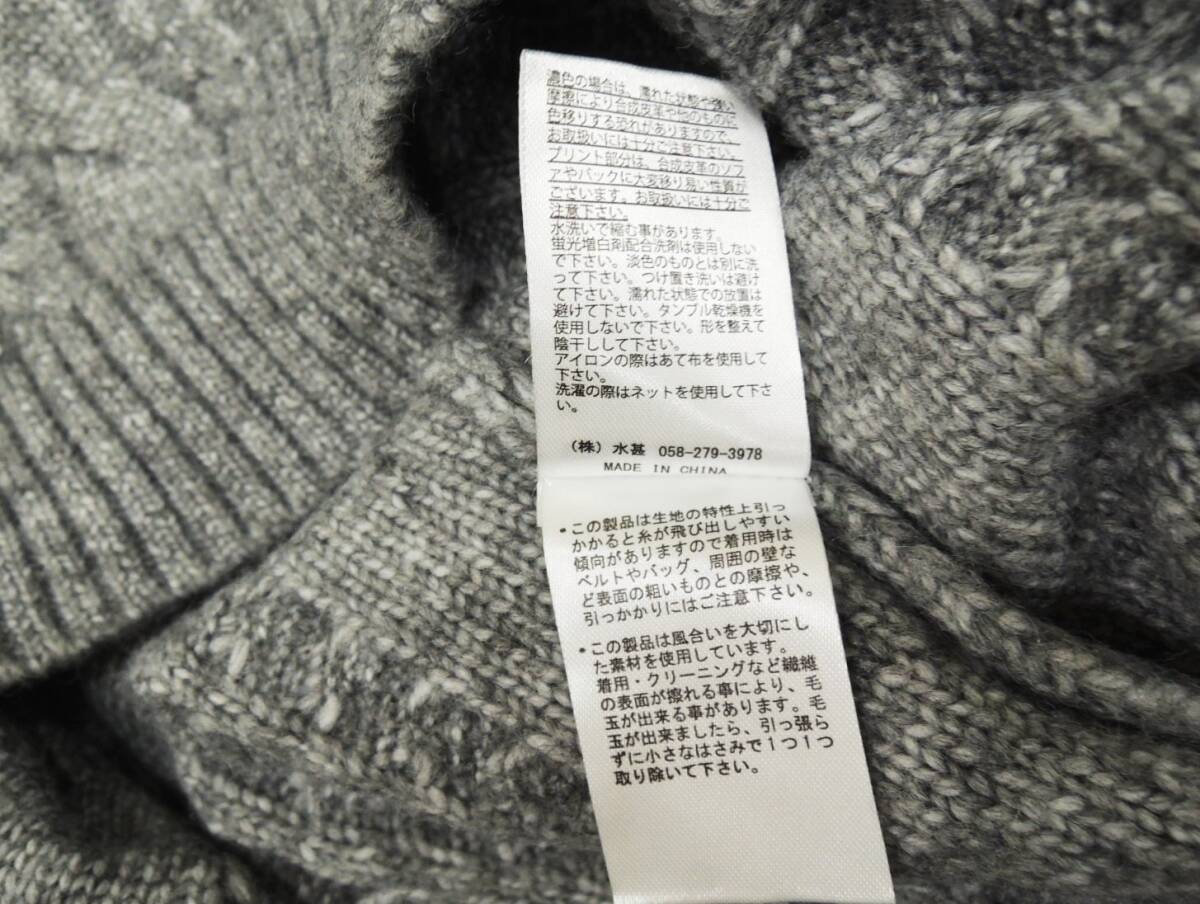 濃色の場合は、濡れた状態や強い
摩擦により合成皮革や他のものに
色移りする恐れがありますので、
お取扱いには十分ご注意下さい。
プリント部分は、合成皮革のソフ
アやバックに大変移り易い性質が
ございます。お取扱いには十分ご
注意下さい。
水洗いで縮む事があります。
蛍光増白剤配合洗剤は使用しない
で下さい。淡色のものとは別に洗
って下さい。つけ置き洗いは避け
て下さい。濡れた状態での放置は
避けて下さい。タンブル乾燥機を
使用しないで下さい。形を整えて
陰干しして下さい。
アイロンの際はあて布を使用して
下さい。
洗濯の際はネットを使用して下さ
い。
(株) 水甚 058-279-3978
MADE IN CHINA
・この製品は生地の特性上引っ
かかると糸が飛び出しやすい
傾向がありますので着用時は
ベルトやバッグ、周囲の壁な
ど表面の粗いものとの摩擦や、
引っかかりにはご注意下さい。
・この製品は風合いを大切にし
た素材を使用しています。
着用・クリーニングなど繊維
の表面が擦れる事により、毛
玉が出来る事があります。毛
玉が出来ましたら、引っ張ら
ずに小さなはさみで1つ1つ
取り除いて下さい。